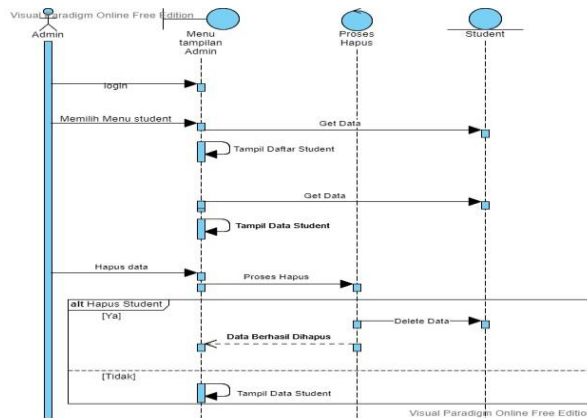 Visual Paradigm Online Free Edition
Admin
Menu
tampilan
Admin
Proses
Hapus
Student
login
Memilih Menu student
Get Data
Tampil Daftar Student
Get Data
Tampil Data Student
Hapus data
Proses Hapus
alt Hapus Student
[Ya]
Delete Data
Data Berhasil Dihapus
[Tidak]
Tampil Data Student
Visual Paradigm Online Free Edition